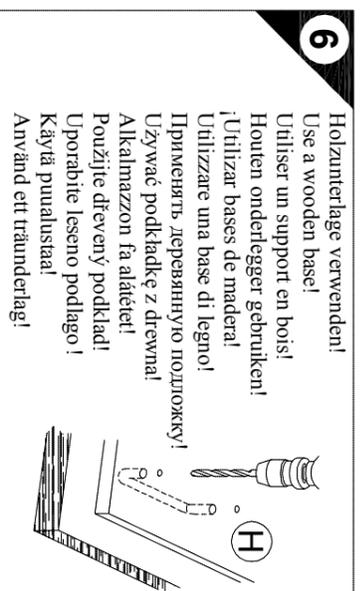 6
Holzunterlage verwenden!
Use a wooden base!
Utiliser un support en bois!
Houten onderlegger gebruiken!
¡Utilizar bases de madera!
Utilizzare una base di legno!
Применять деревянную подложку!
Używać podkładkę z drewna!
Alkalmazzon fa alátétet!
Použijte dřevený podklad!
Uporabite leseno podlago !
Käytä puualustaa!
Använd ett träunderlag!
H